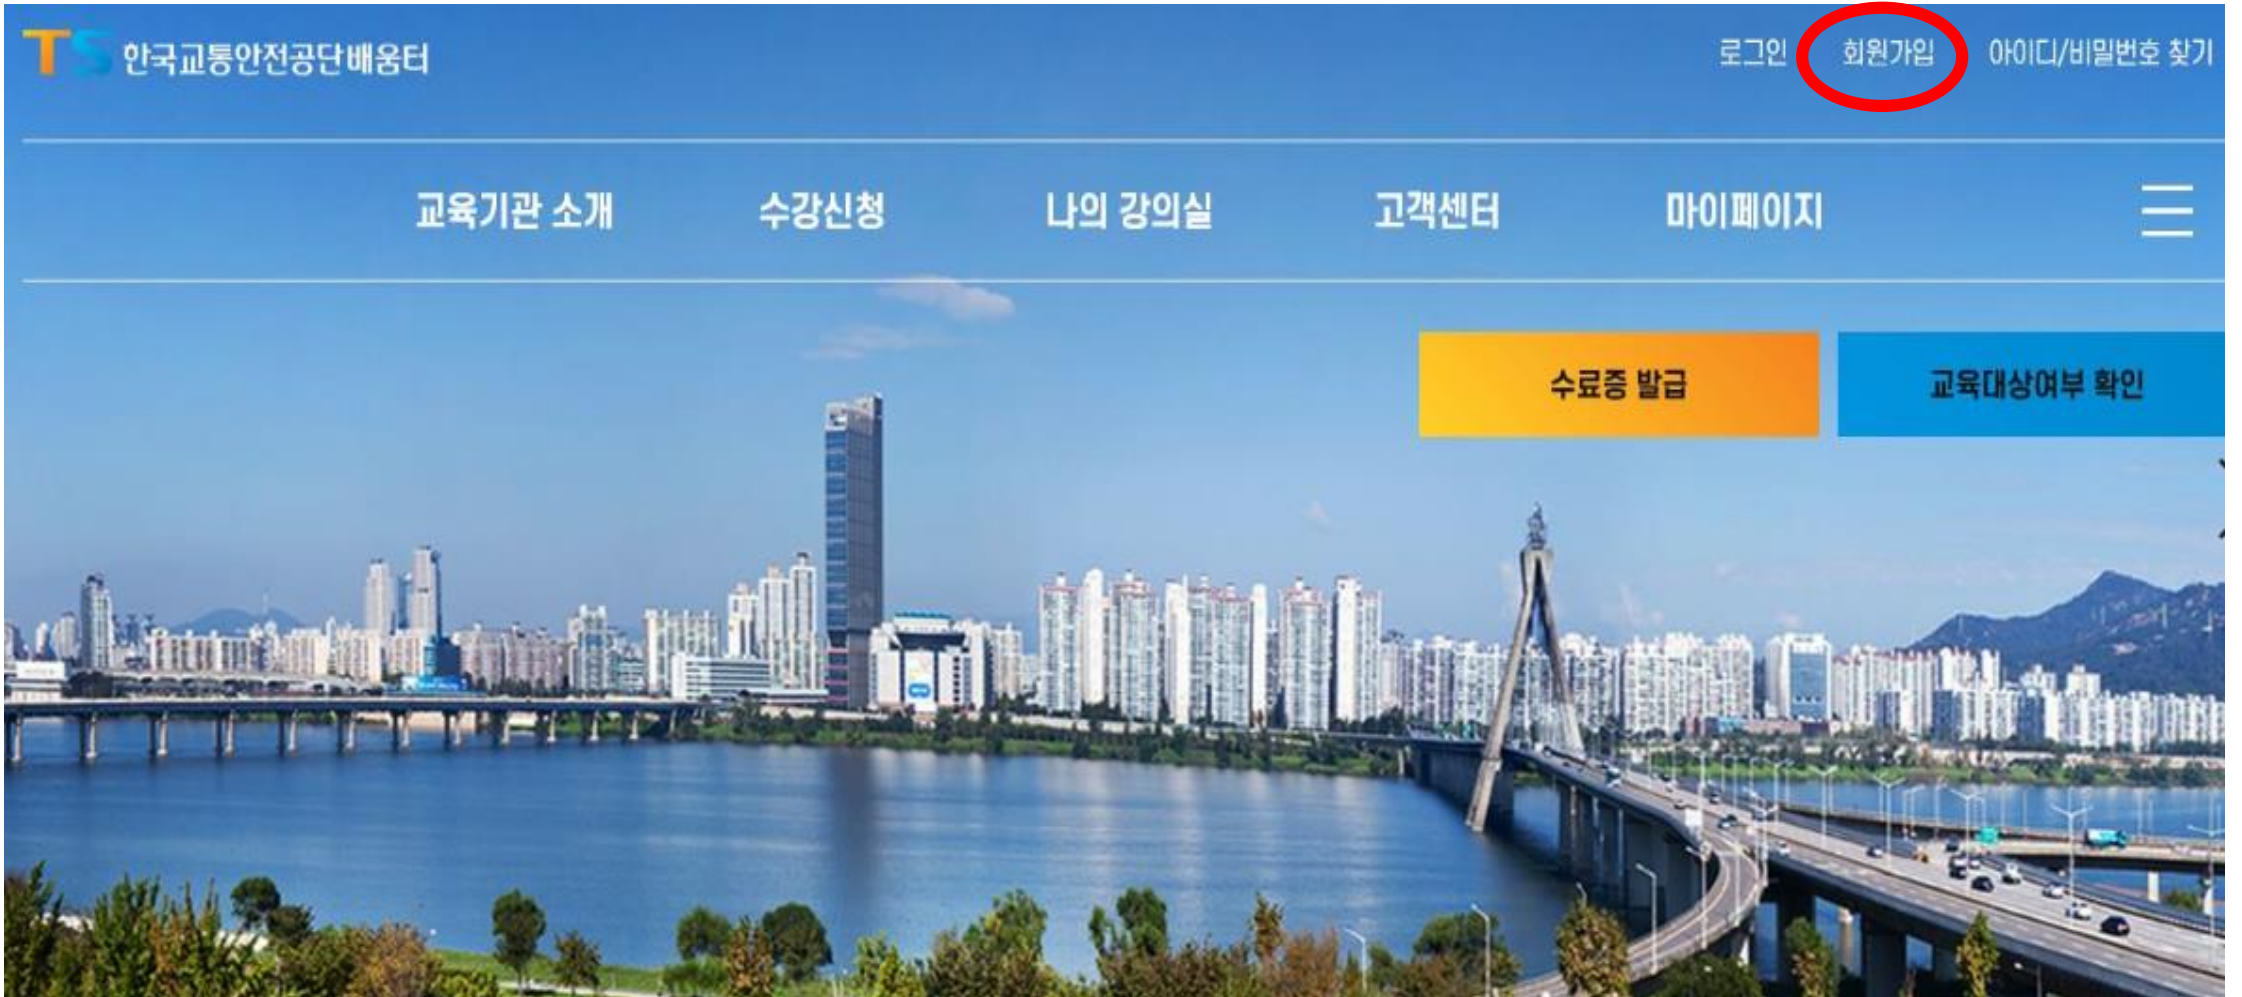 TS 한국교통안전공단배움터
로그인 회원가입 아이디/비밀번호 찾기
교육기관 소개 수강신청 나의 강의실 고객센터 마이페이지
수료증 발급 교육대상여부 확인